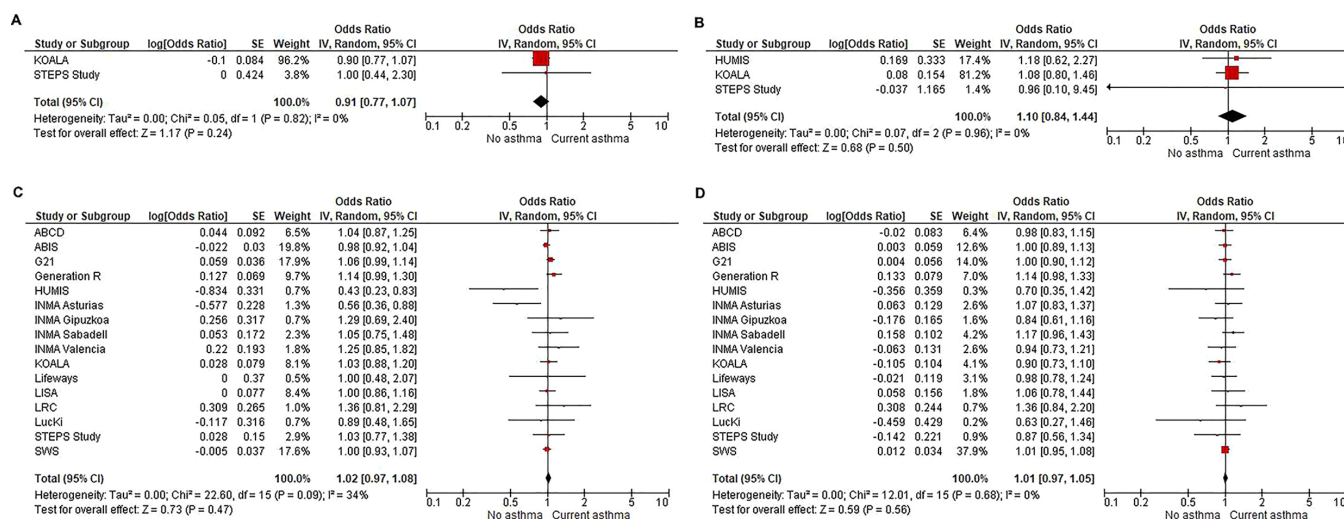 A
Odds Ratio Odds Ratio
Study or Subgroup log[Odds Ratio] SE Weight IV, Random, 95% CI IV, Random, 95% CI
KOALA -0.1 0.084 96.2% 0.90 [0.77, 1.07]
STEPS Study 0 0.424 3.8% 1.00 [0.44, 2.30]
Total (95% CI) 100.0% 0.91 [0.77, 1.07]
Heterogeneity: Tau² = 0.00; Chi² = 0.05, df = 1 (P = 0.82); I² = 0%
Test for overall effect: Z = 1.17 (P = 0.24)
0.1 0.2 0.5 1 2 5 10
No asthma Current asthma
B
Odds Ratio Odds Ratio
Study or Subgroup log[Odds Ratio] SE Weight IV, Random, 95% CI IV, Random, 95% CI
HUMIS 0.169 0.333 17.4% 1.18 [0.62, 2.27]
KOALA 0.08 0.154 81.2% 1.08 [0.80, 1.46]
STEPS Study -0.037 1.165 1.4% 0.96 [0.10, 9.45]
Total (95% CI) 100.0% 1.10 [0.84, 1.44]
Heterogeneity: Tau² = 0.00; Chi² = 0.07, df = 2 (P = 0.96); I² = 0%
Test for overall effect: Z = 0.68 (P = 0.50)
0.1 0.2 0.5 1 2 5 10
No asthma Current asthma
C
Odds Ratio Odds Ratio
Study or Subgroup log[Odds Ratio] SE Weight IV, Random, 95% CI IV, Random, 95% CI
ABCD 0.044 0.092 6.5% 1.04 [0.87, 1.25]
ABIS -0.022 0.03 19.8% 0.98 [0.92, 1.04]
G21 0.059 0.036 17.9% 1.06 [0.99, 1.14]
Generation R 0.127 0.069 9.7% 1.14 [0.99, 1.30]
HUMIS -0.834 0.331 0.7% 0.43 [0.23, 0.83]
INMA Asturias -0.577 0.228 1.3% 0.56 [0.36, 0.88]
INMA Gipuzkoa 0.256 0.317 0.7% 1.29 [0.69, 2.40]
INMA Sabadell 0.053 0.172 2.3% 1.05 [0.75, 1.48]
INMA Valencia 0.22 0.193 1.8% 1.25 [0.85, 1.82]
KOALA 0.028 0.079 8.1% 1.03 [0.88, 1.20]
Lifeways 0 0.37 0.5% 1.00 [0.48, 2.07]
LISA 0 0.077 8.4% 1.00 [0.86, 1.16]
LRC 0.309 0.265 1.0% 1.36 [0.81, 2.29]
LucKi -0.117 0.316 0.7% 0.89 [0.48, 1.65]
STEPS Study 0.028 0.15 2.9% 1.03 [0.77, 1.38]
SWS -0.005 0.037 17.6% 1.00 [0.93, 1.07]
Total (95% CI) 100.0% 1.02 [0.97, 1.08]
Heterogeneity: Tau² = 0.00; Chi² = 22.60, df = 15 (P = 0.09); I² = 34%
Test for overall effect: Z = 0.73 (P = 0.47)
0.1 0.2 0.5 1 2 5 10
No asthma Current asthma
D
Odds Ratio Odds Ratio
Study or Subgroup log[Odds Ratio] SE Weight IV, Random, 95% CI IV, Random, 95% CI
ABCD -0.02 0.083 6.4% 0.98 [0.83, 1.15]
ABIS 0.003 0.059 12.6% 1.00 [0.89, 1.13]
G21 0.004 0.056 14.0% 1.00 [0.90, 1.12]
Generation R 0.133 0.079 7.0% 1.14 [0.98, 1.33]
HUMIS -0.356 0.359 0.3% 0.70 [0.35, 1.42]
INMA Asturias 0.063 0.129 2.6% 1.07 [0.83, 1.37]
INMA Gipuzkoa -0.176 0.165 1.6% 0.84 [0.61, 1.16]
INMA Sabadell 0.158 0.102 4.2% 1.17 [0.96, 1.43]
INMA Valencia -0.063 0.131 2.6% 0.94 [0.73, 1.21]
KOALA -0.105 0.104 4.1% 0.90 [0.73, 1.10]
Lifeways -0.021 0.119 3.1% 0.98 [0.78, 1.24]
LISA 0.058 0.156 1.8% 1.06 [0.78, 1.44]
LRC 0.308 0.244 0.7% 1.36 [0.84, 2.20]
LucKi -0.459 0.429 0.2% 0.63 [0.27, 1.46]
STEPS Study -0.142 0.221 0.9% 0.87 [0.56, 1.34]
SWS 0.012 0.034 37.9% 1.01 [0.95, 1.08]
Total (95% CI) 100.0% 1.01 [0.97, 1.05]
Heterogeneity: Tau² = 0.00; Chi² = 12.01, df = 15 (P = 0.68); I² = 0%
Test for overall effect: Z = 0.59 (P = 0.56)
0.1 0.2 0.5 1 2 5 10
No asthma Current asthma